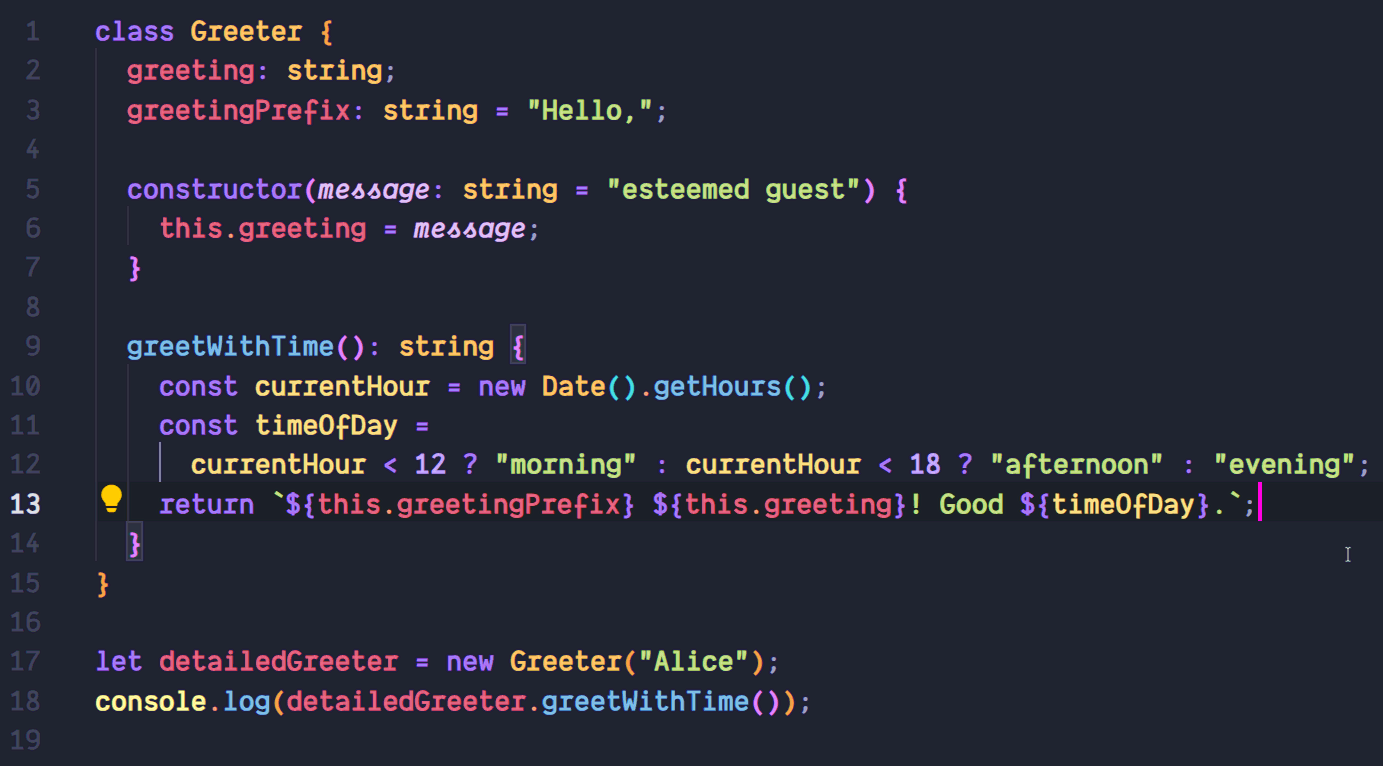 1 class Greeter {
2   greeting: string;
3   greetingPrefix: string = "Hello,";
4
5   constructor(message: string = "esteemed guest") {
6     this.greeting = message;
7   }
8
9   greetWithTime(): string {
10     const currentHour = new Date().getHours();
11     const timeOfDay =
12       currentHour < 12 ? "morning" : currentHour < 18 ? "afternoon" : "evening";
13     return `${this.greetingPrefix} ${this.greeting}! Good ${timeOfDay}.`;
14   }
15 }
16
17 let detailedGreeter = new Greeter("Alice");
18 console.log(detailedGreeter.greetWithTime());
19